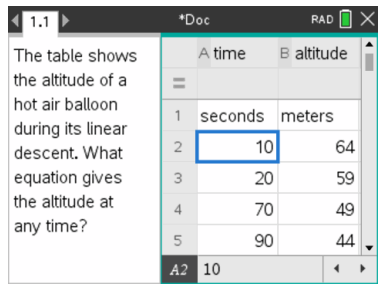 1.1 *Doc RAD X
The table shows
the altitude of a
hot air balloon
during its linear
descent. What
equation gives
the altitude at
any time?
A time B altitude
=
1 seconds meters
2 10 64
3 20 59
4 70 49
5 90 44
A2 10